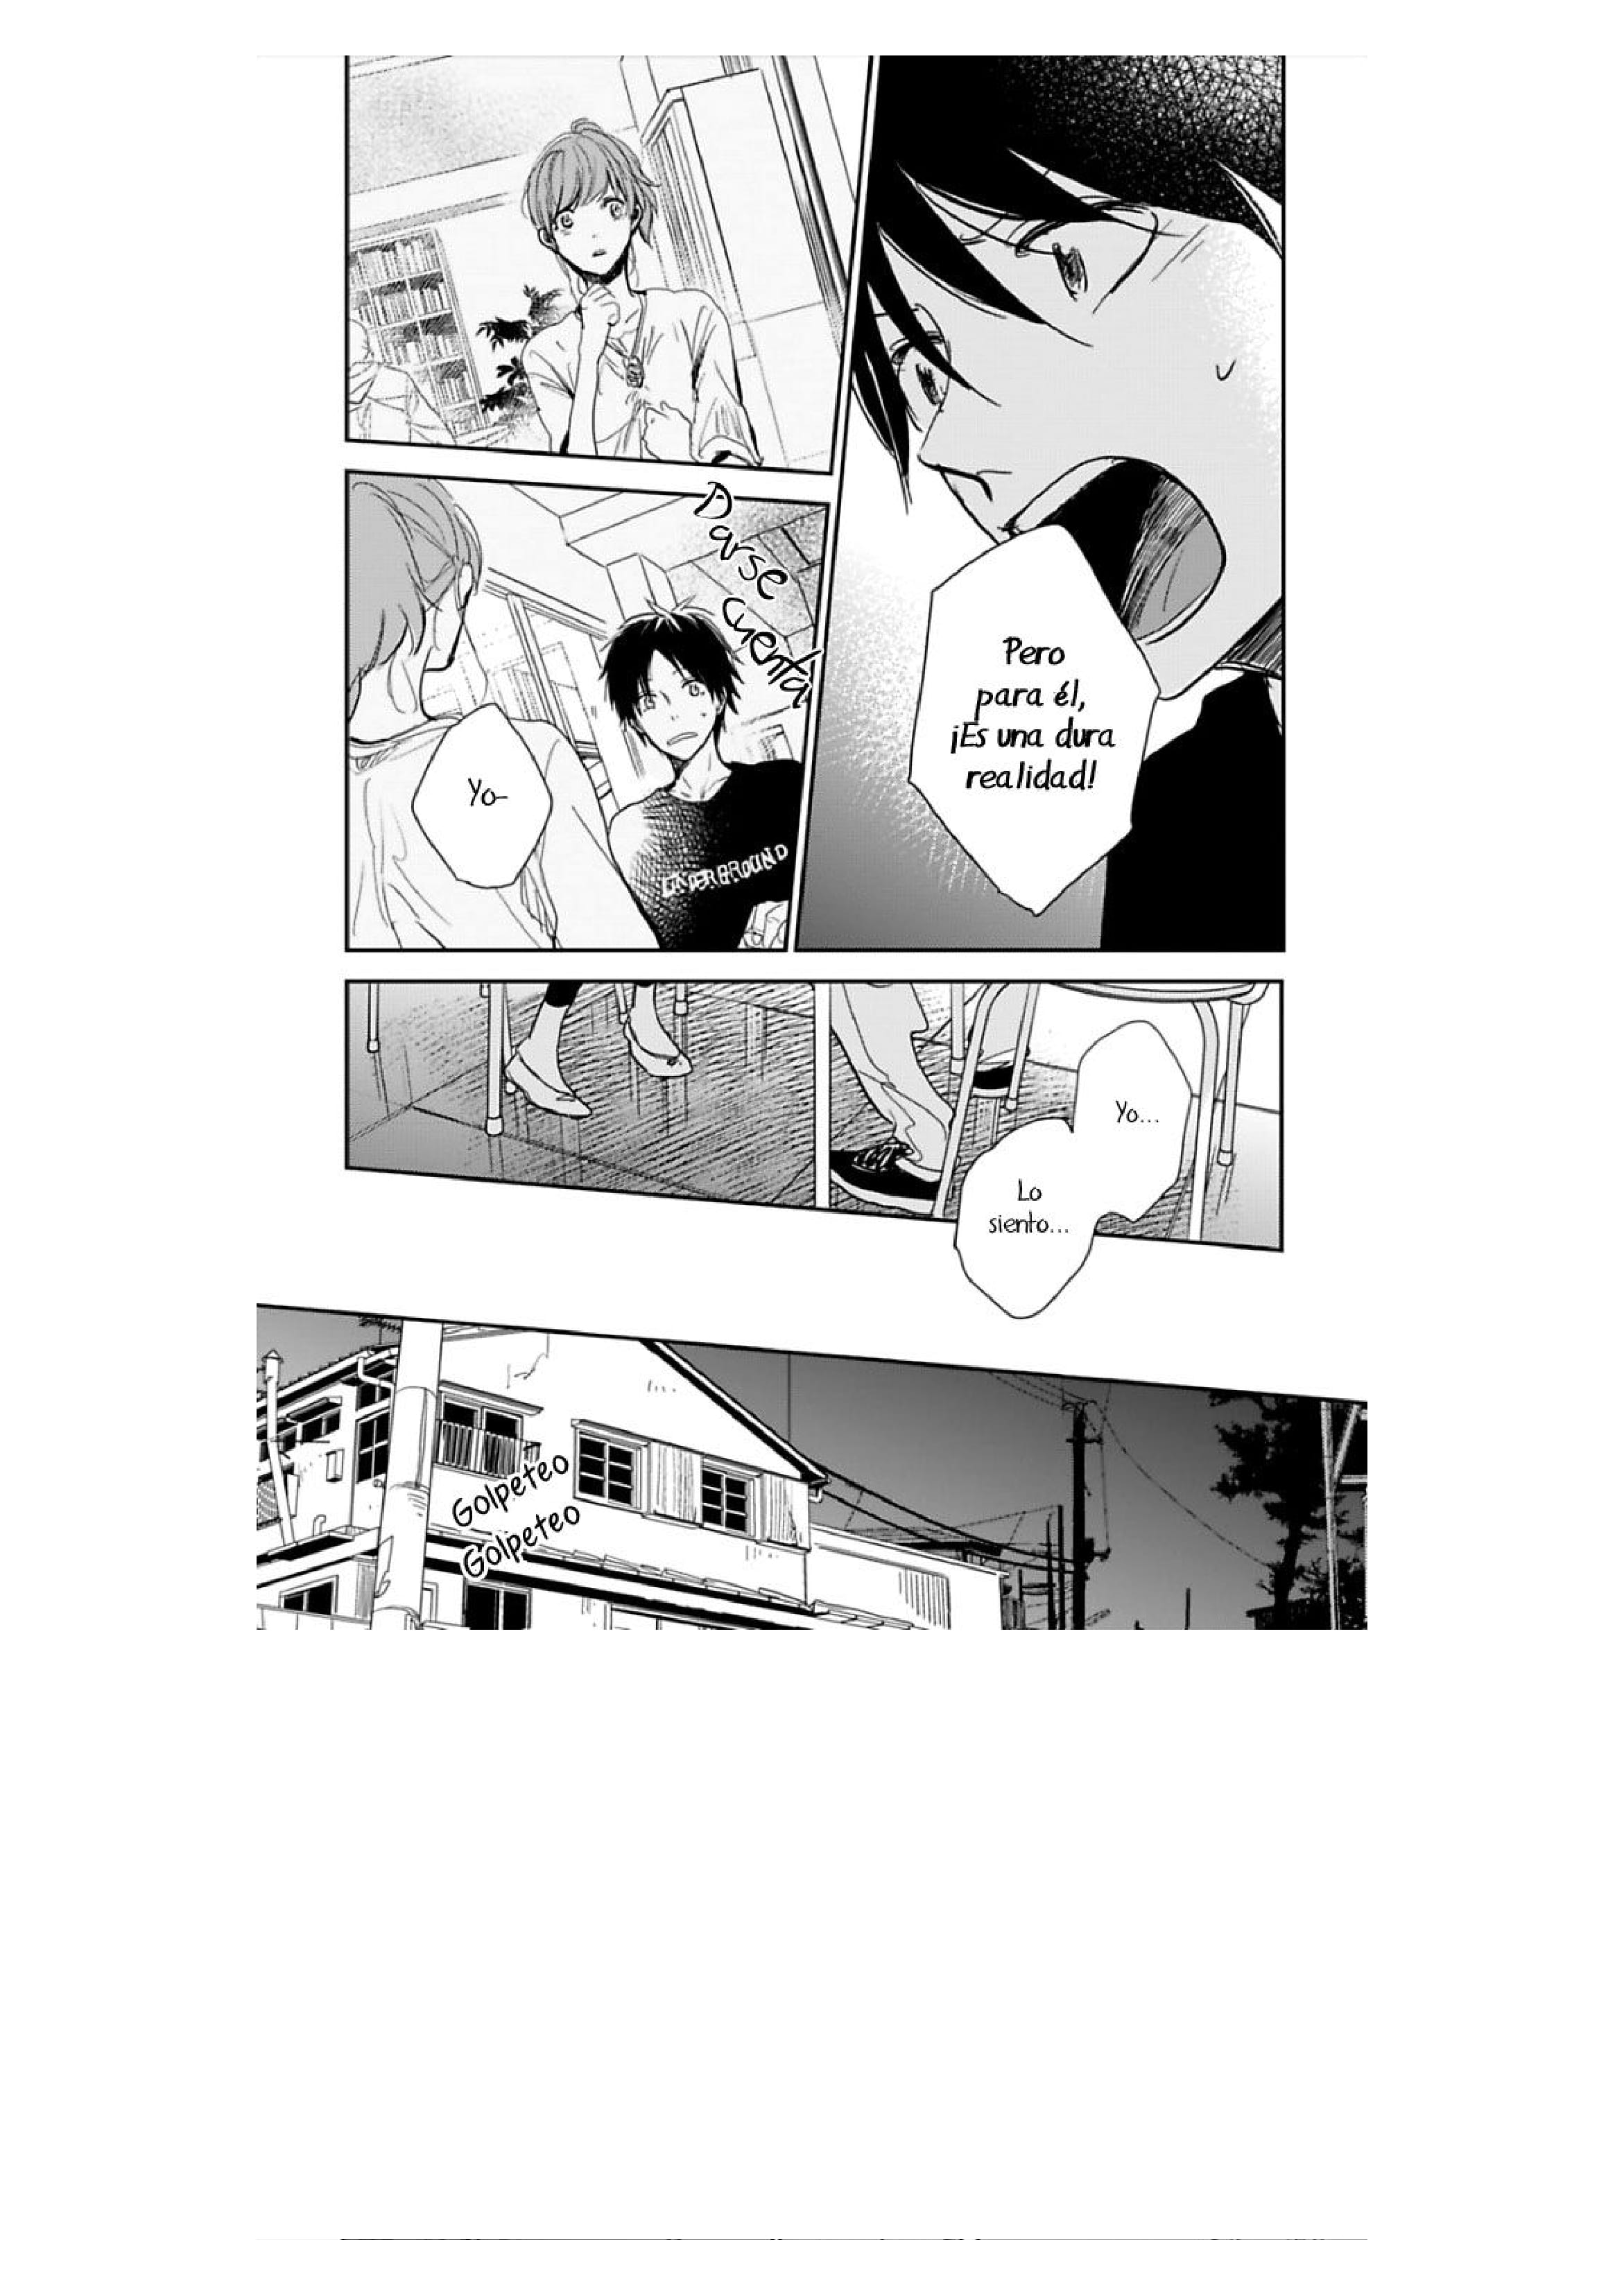 Pero
para él,
¡Es una dura
realidad!
Darse
cuenta
Yo-
UNDERGROUND
Yo...
Lo
siento...
Golpeteo
Golpeteo